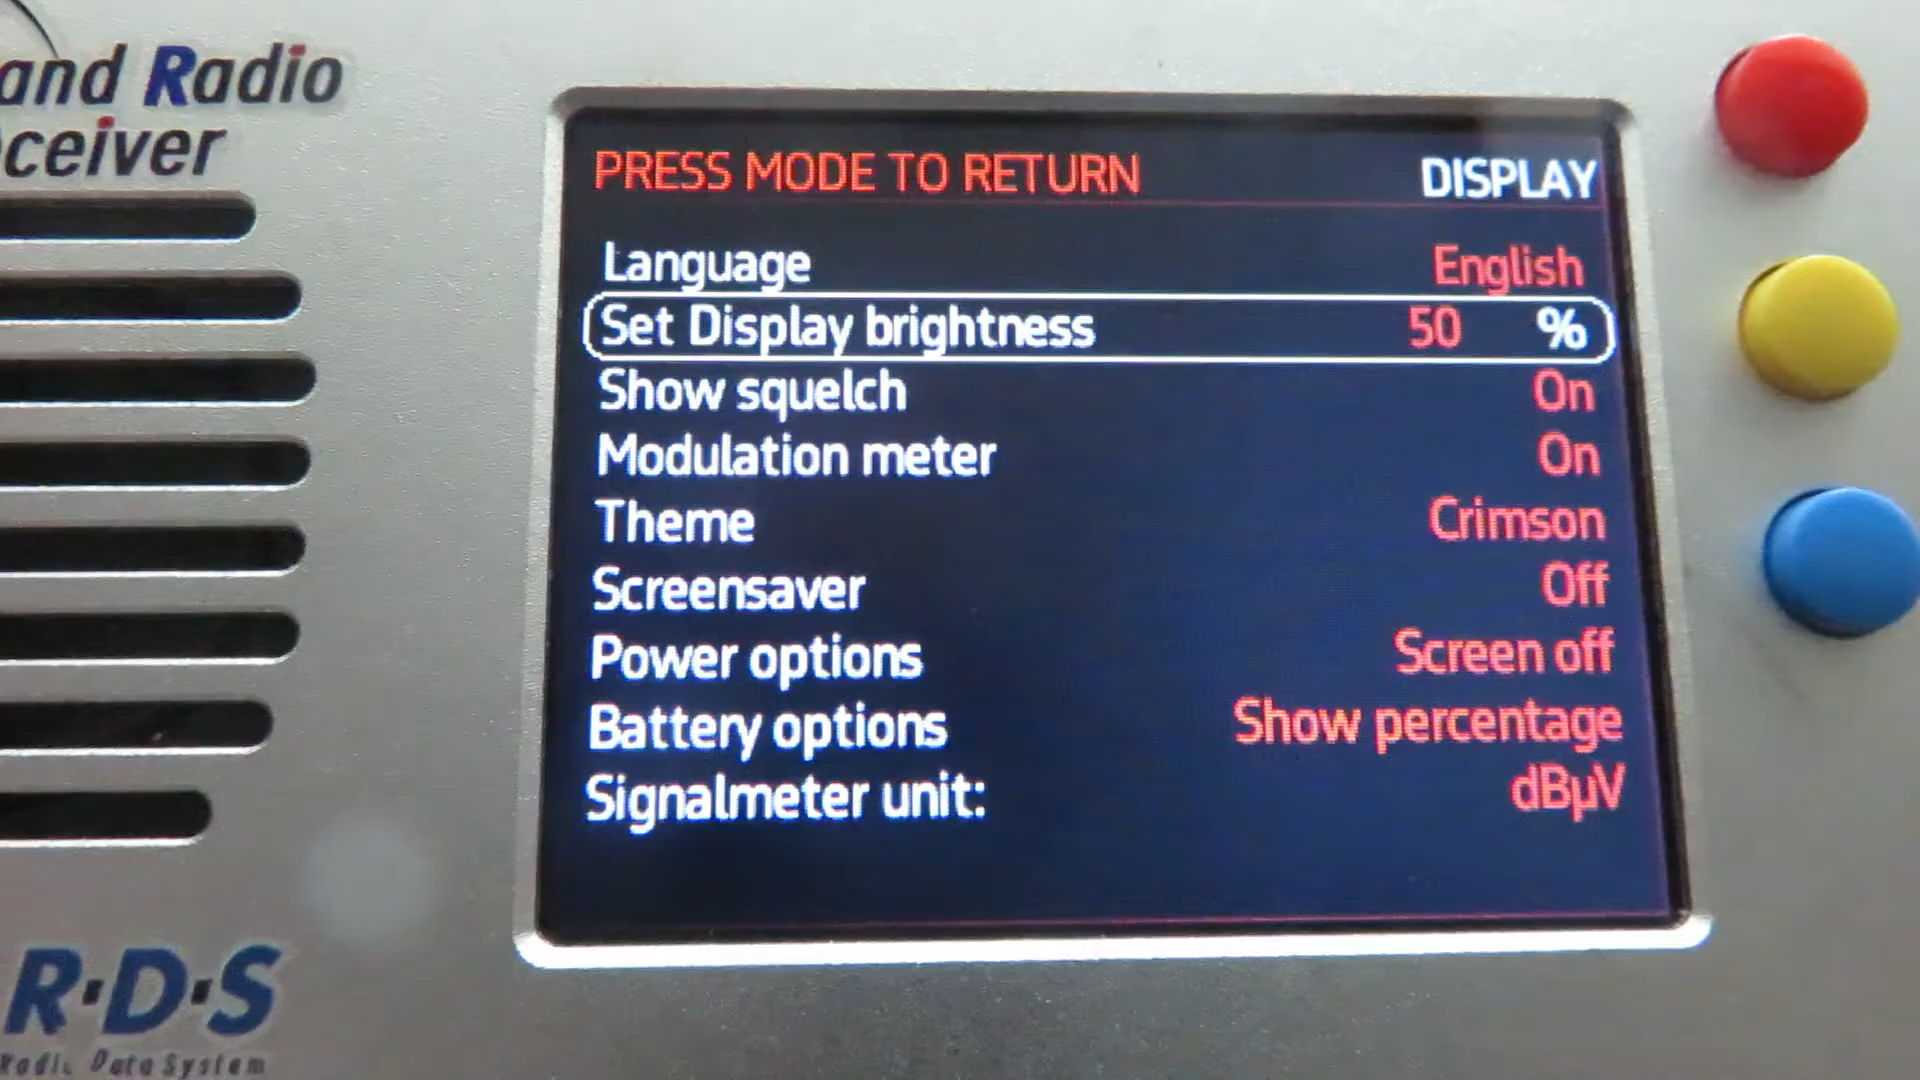 and Radio
ceiver
PRESS MODE TO RETURN DISPLAY
Language English
Set Display brightness 50 %
Show squelch On
Modulation meter On
Theme Crimson
Screensaver Off
Power options Screen off
Battery options Show percentage
Signalmeter unit: dBµV
R·D·S
Radio Data System